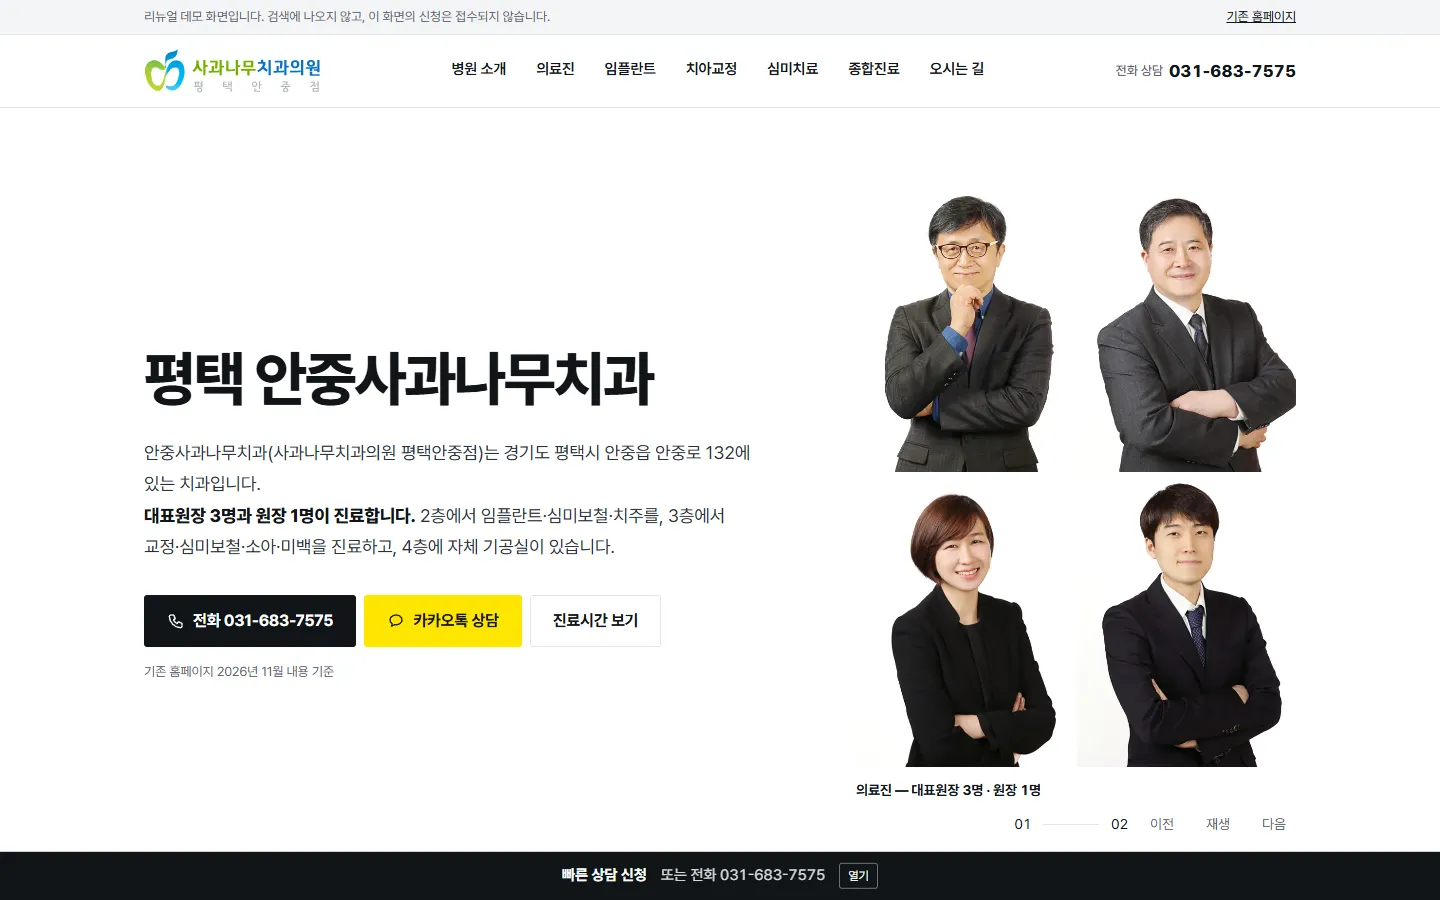 리뉴얼 데모 화면입니다. 검색에 나오지 않고, 이 화면의 신청은 접수되지 않습니다.
기존 홈페이지
사과나무치과의원
평 택 안 중 점
병원 소개
의료진
임플란트
치아교정
심미치료
종합진료
오시는 길
전화 상담 031-683-7575
평택 안중사과나무치과
안중사과나무치과(사과나무치과의원 평택안중점)는 경기도 평택시 안중읍 안중로 132에
있는 치과입니다.
대표원장 3명과 원장 1명이 진료합니다. 2층에서 임플란트·심미보철·치주를, 3층에서
교정·심미보철·소아·미백을 진료하고, 4층에 자체 기공실이 있습니다.
전화 031-683-7575
카카오톡 상담
진료시간 보기
기존 홈페이지 2026년 11월 내용 기준
의료진 — 대표원장 3명 · 원장 1명
01
02
이전
재생
다음
빠른 상담 신청 또는 전화 031-683-7575 열기